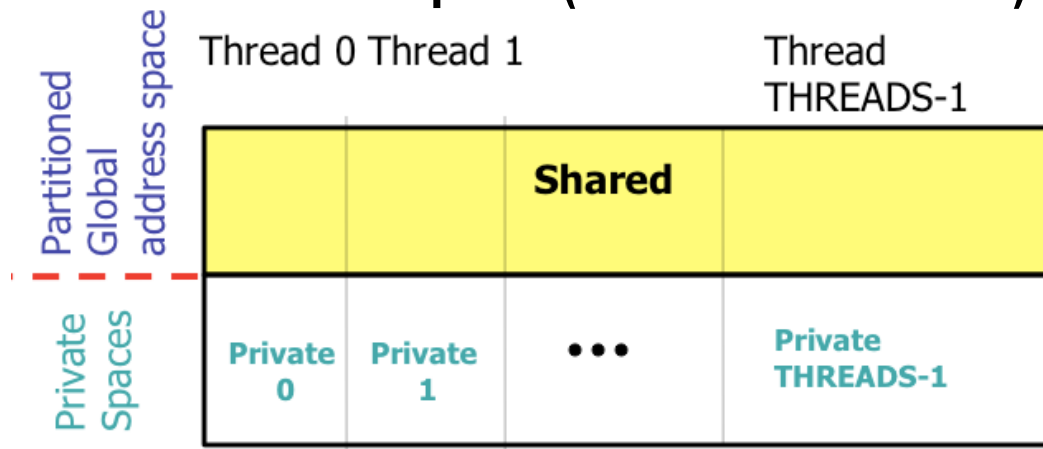 Thread 0 Thread 1
Thread
THREADS-1
Partitioned
Global
address space
Shared
Private
Spaces
Private
0
Private
1
•••
Private
THREADS-1